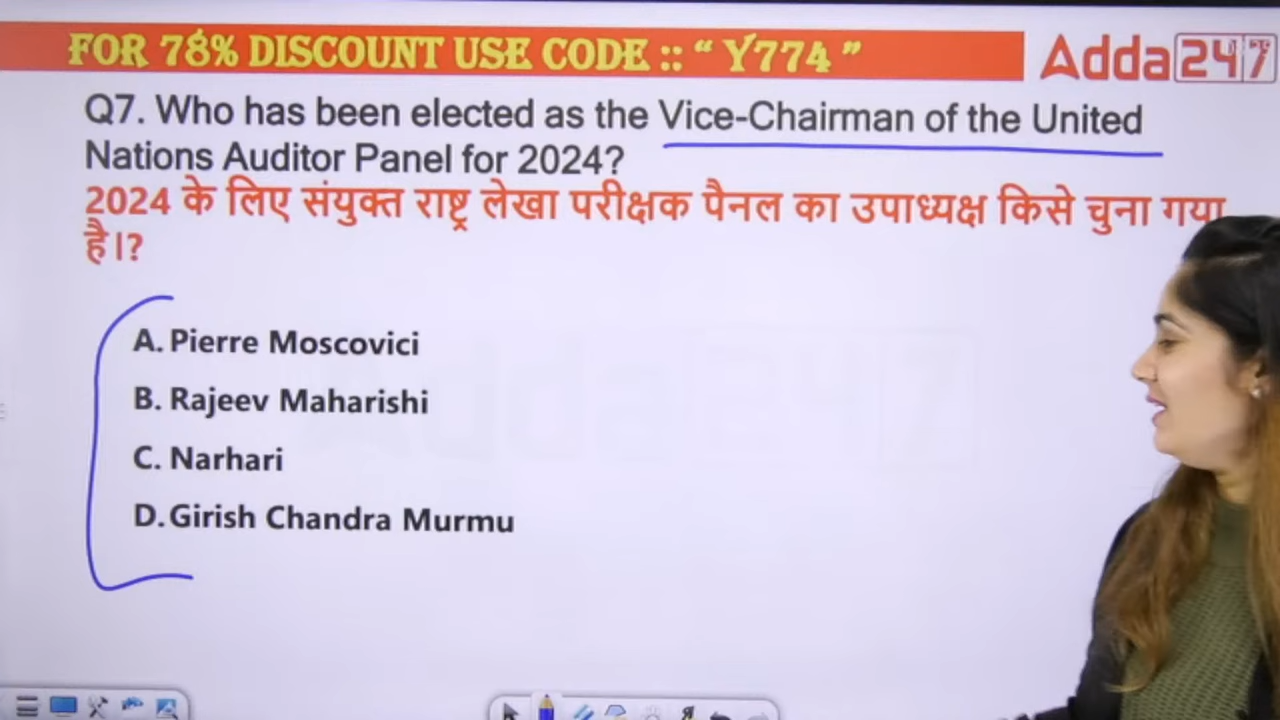 FOR 78% DISCOUNT USE CODE :: “ Y774 ”
Adda247
Q7. Who has been elected as the Vice-Chairman of the United
Nations Auditor Panel for 2024?
2024 के लिए संयुक्त राष्ट्र लेखा परीक्षक पैनल का उपाध्यक्ष किसे चुना गया
है।?
A. Pierre Moscovici
B. Rajeev Maharishi
C. Narhari
D. Girish Chandra Murmu